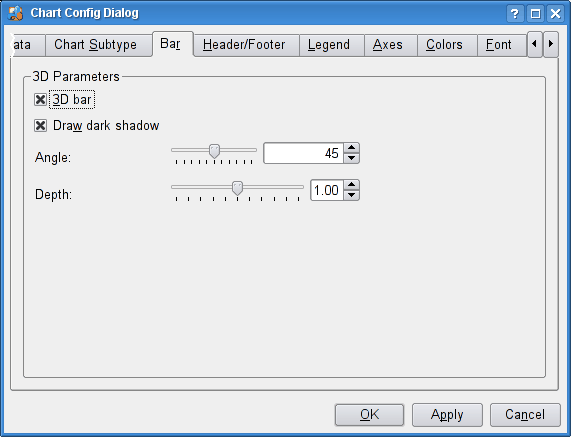 Chart Config Dialog
ata Chart Subtype Bar Header/Footer Legend Axes Colors Font
3D Parameters
3D bar
Draw dark shadow
Angle: 45
Depth: 1.00
OK Apply Cancel